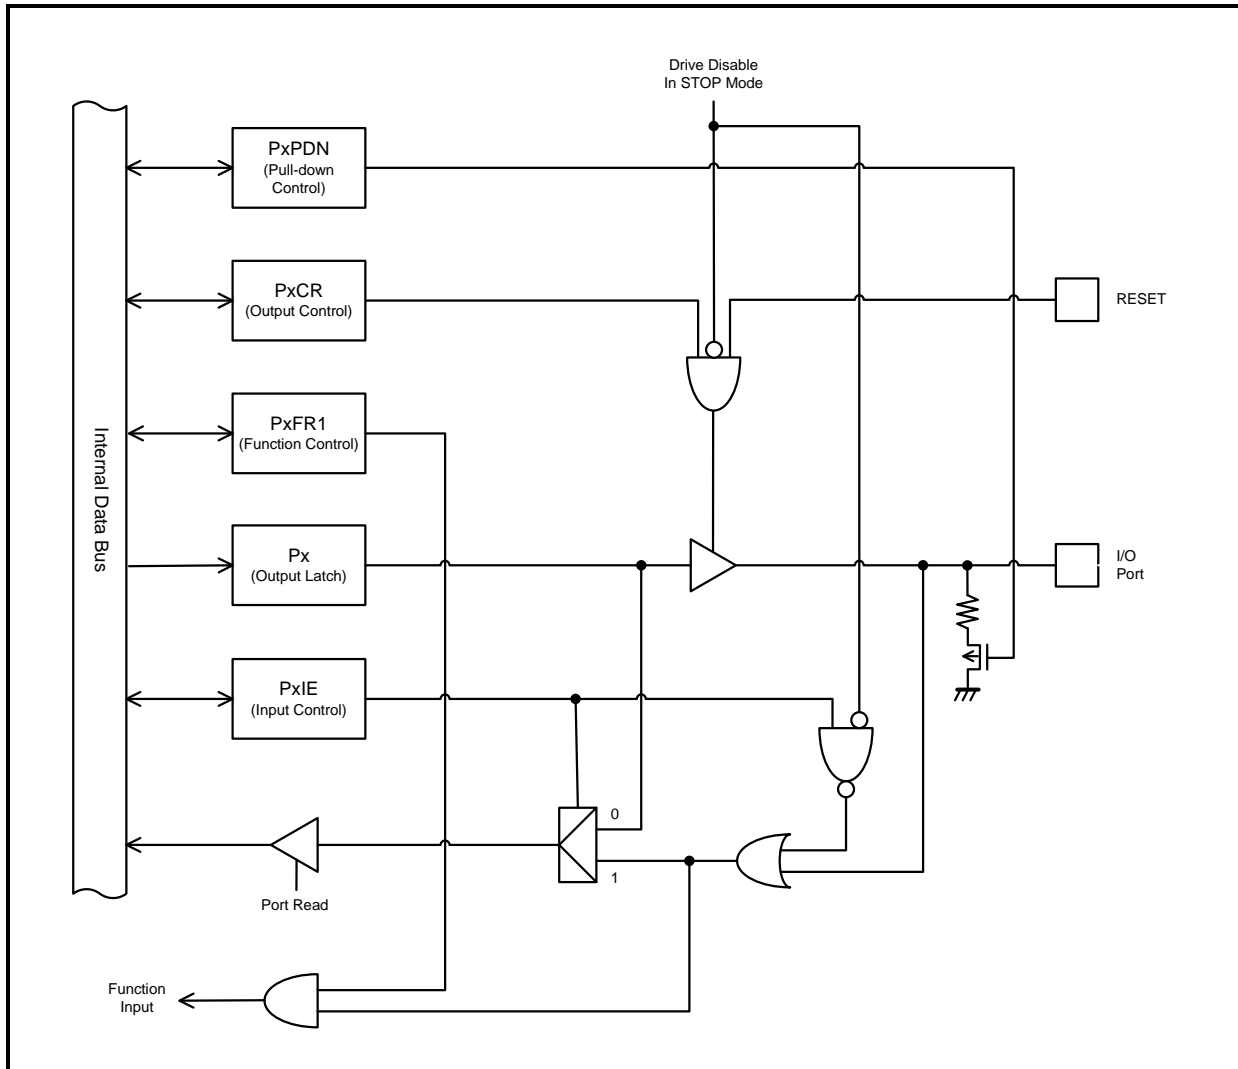 Drive Disable
In STOP Mode
PxPDN
(Pull-down
Control)
PxCR
(Output Control)
RESET
PxFR1
(Function Control)
Internal Data Bus
Px
(Output Latch)
I/O
Port
PxIE
(Input Control)
0
1
Port Read
Function
Input